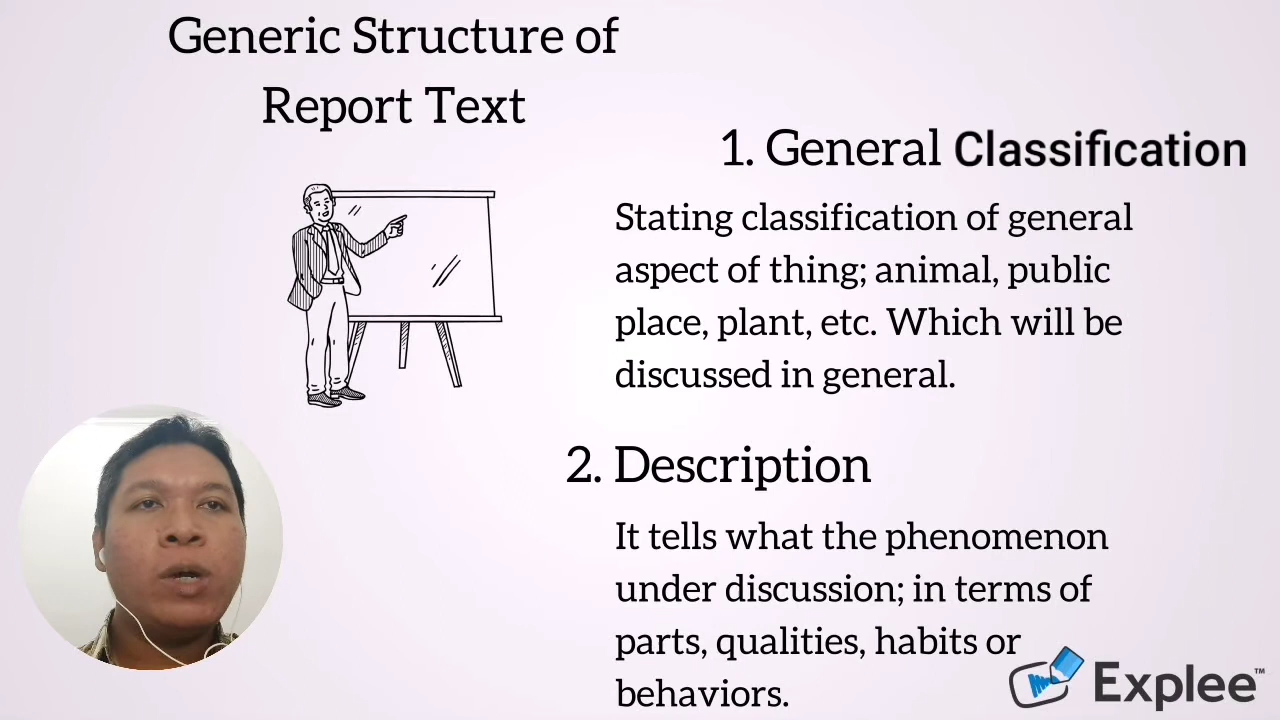 Generic Structure of
Report Text
1. General Classification
Stating classification of general
aspect of thing; animal, public
place, plant, etc. Which will be
discussed in general.
2. Description
It tells what the phenomenon
under discussion; in terms of
parts, qualities, habits or
behaviors.
Explee™